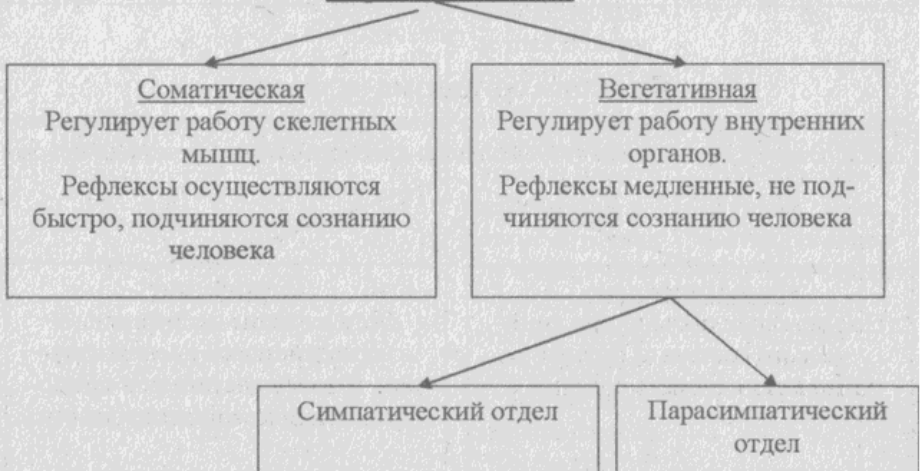 Соматическая
Регулирует работу скелетных
мышц.
Рефлексы осуществляются
быстро, подчиняются сознанию
человека
Вегетативная
Регулирует работу внутренних
органов.
Рефлексы медленные, не под-
чиняются сознанию человека
Симпатический отдел
Парасимпатический
отдел